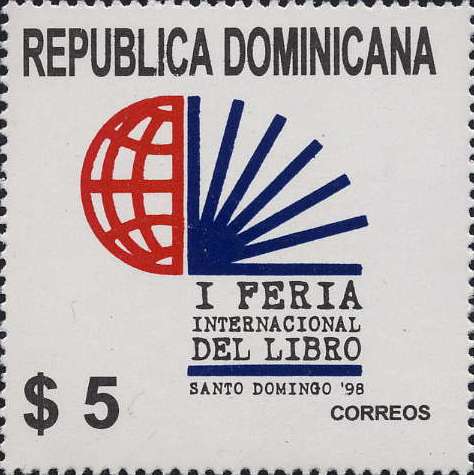 REPUBLICA DOMINICANA
I FERIA
INTERNACIONAL
DEL LIBRO
SANTO DOMINGO '98
$ 5
CORREOS